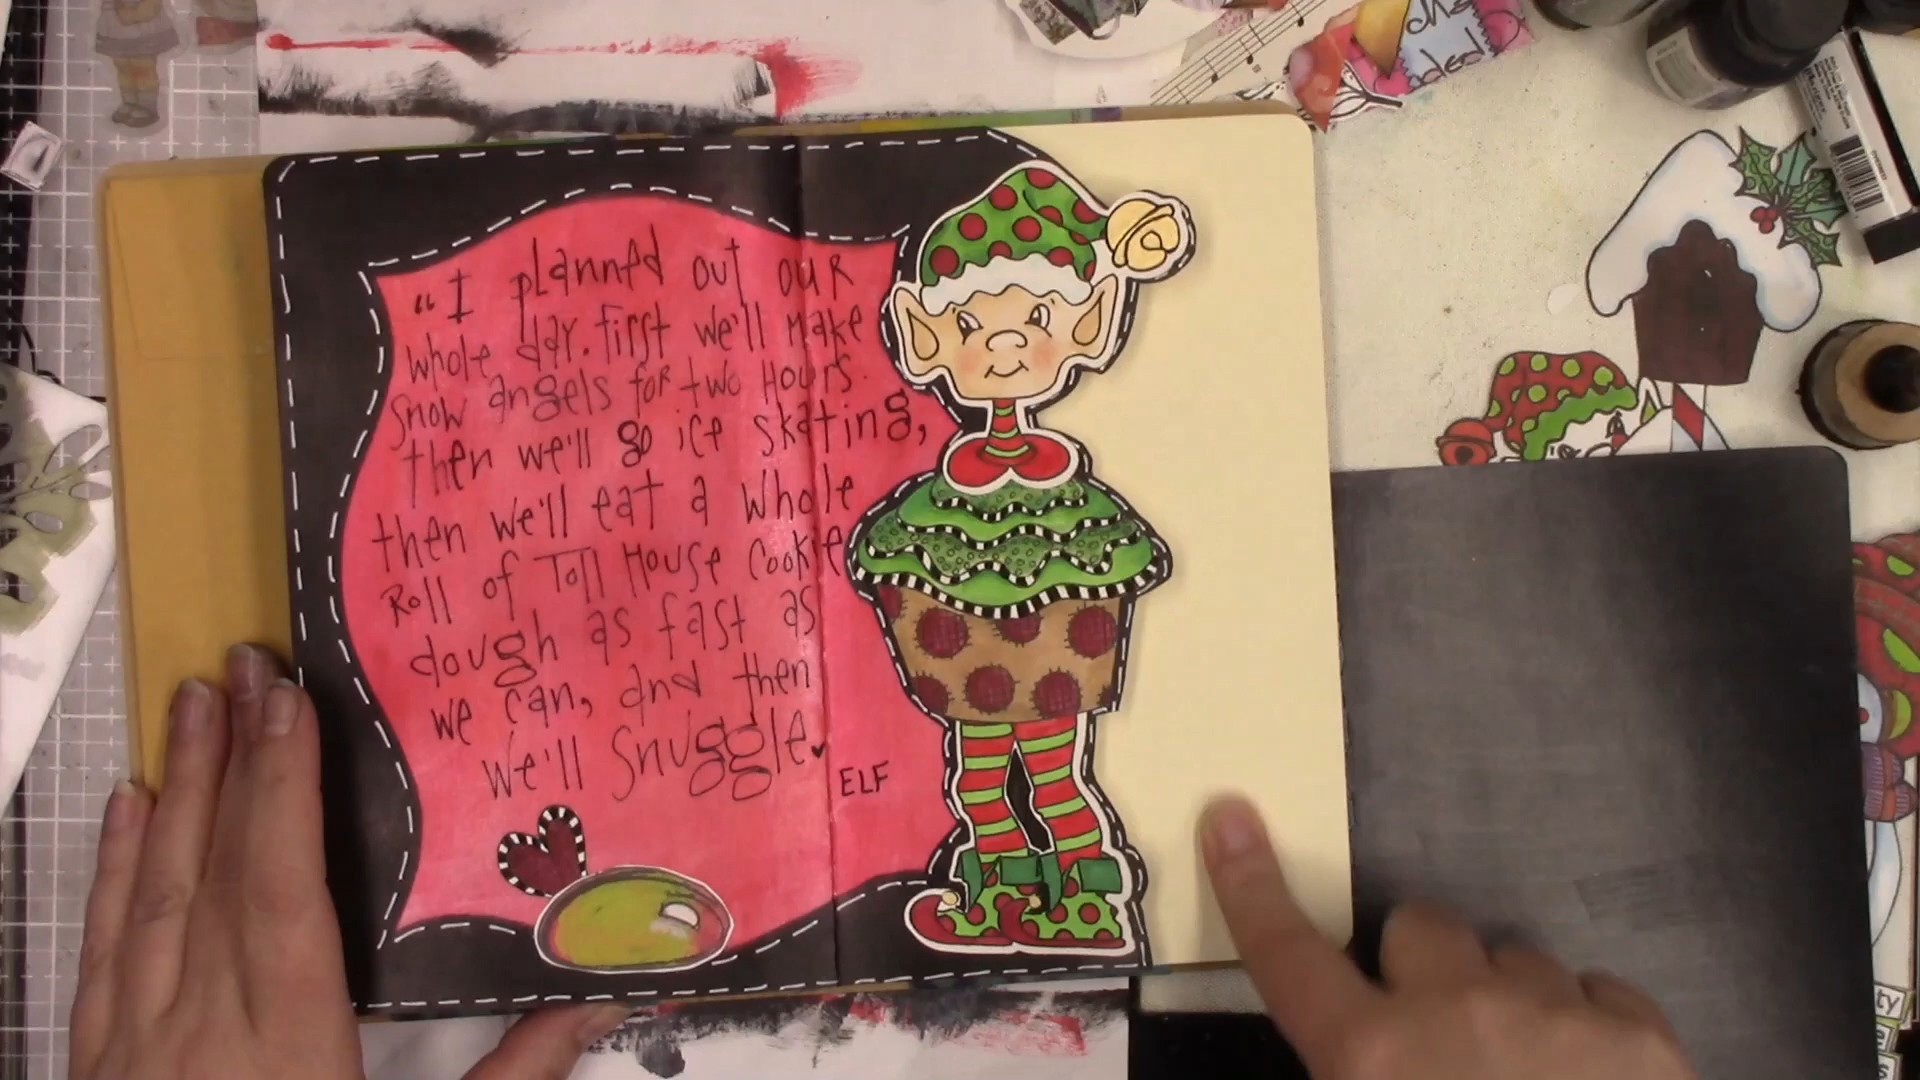 “I planned out our
whole day. first we'll make
snow angels for two hours.
then we'll go ice skating,
then we'll eat a whole
Roll of Toll House Cookie
dough as fast as
we can, and then
we'll snuggle.
ELF
ty
e
s